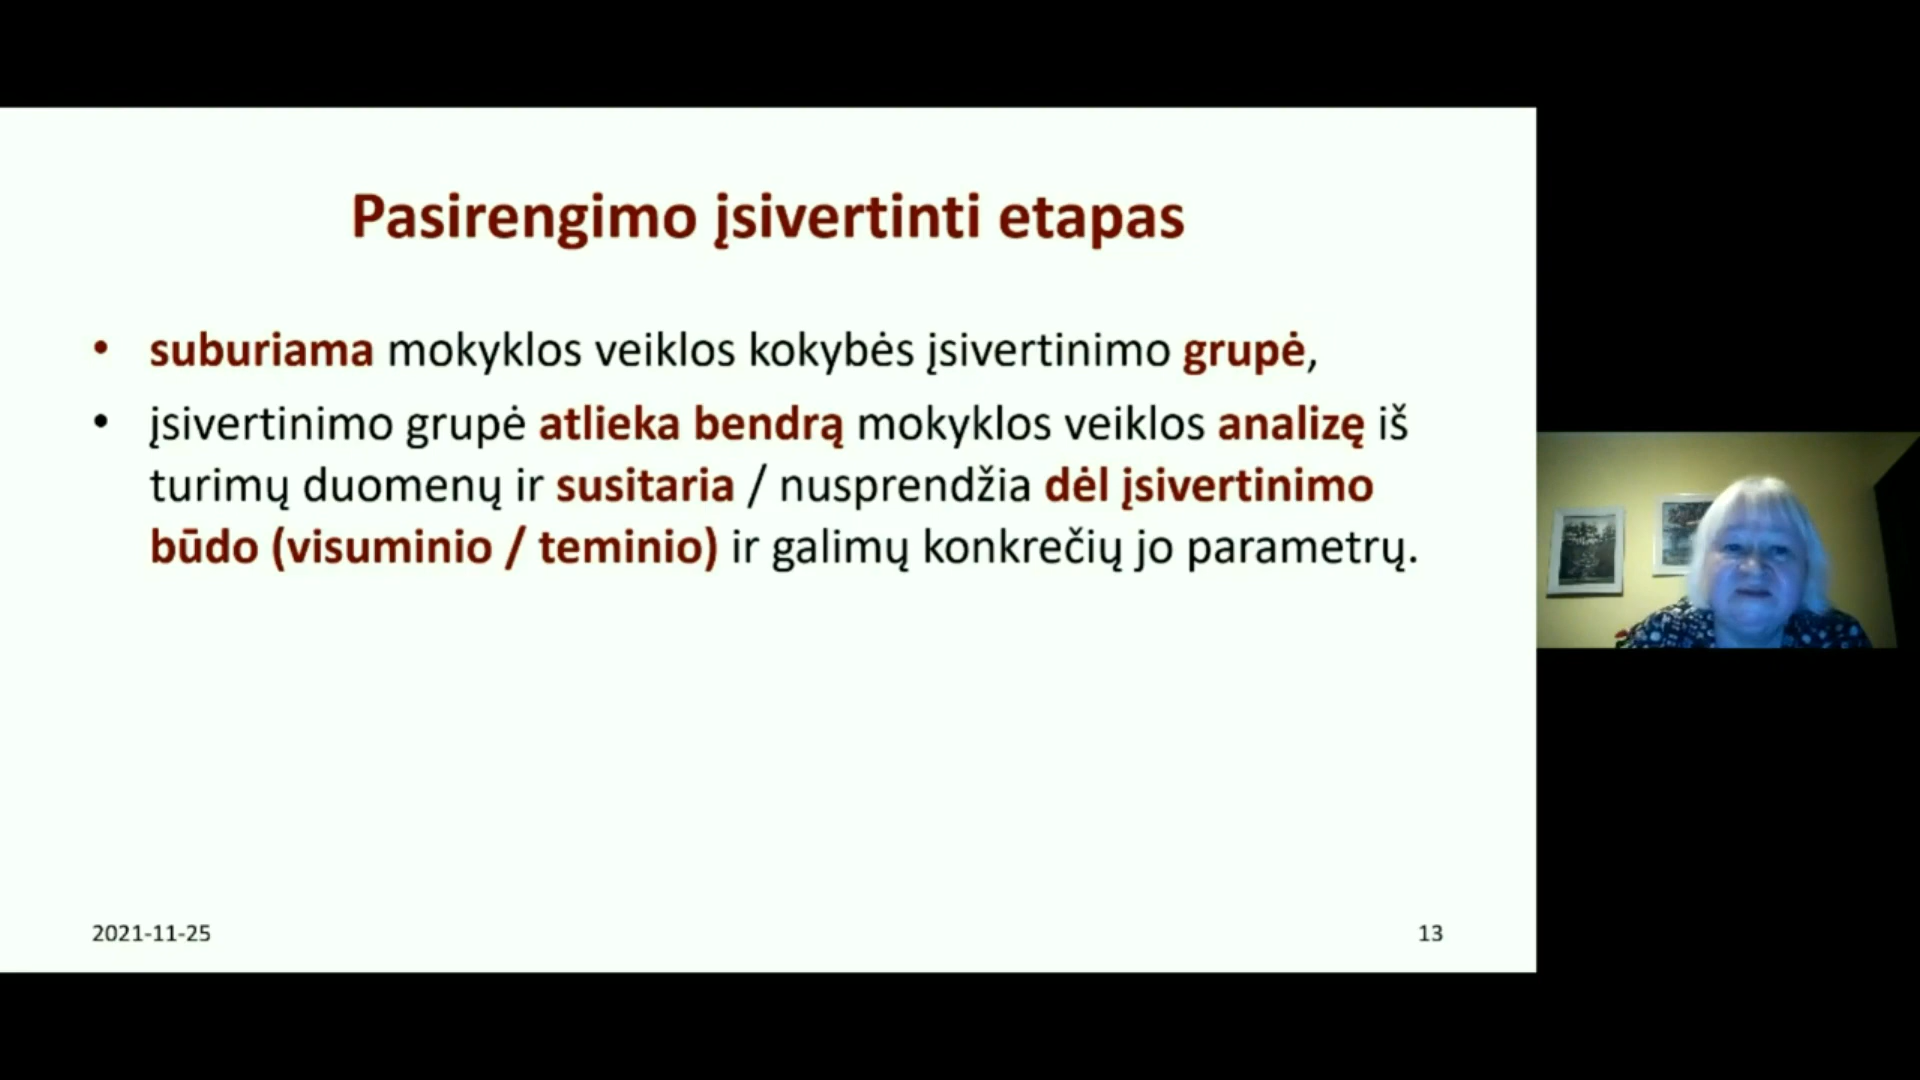 Pasirengimo įsivertinti etapas
• suburiama mokyklos veiklos kokybės įsivertinimo grupė,
• įsivertinimo grupė atlieka bendrą mokyklos veiklos analizę iš
turimų duomenų ir susitaria / nusprendžia dėl įsivertinimo
būdo (visuminio / teminio) ir galimų konkrečių jo parametrų.
2021-11-25
13